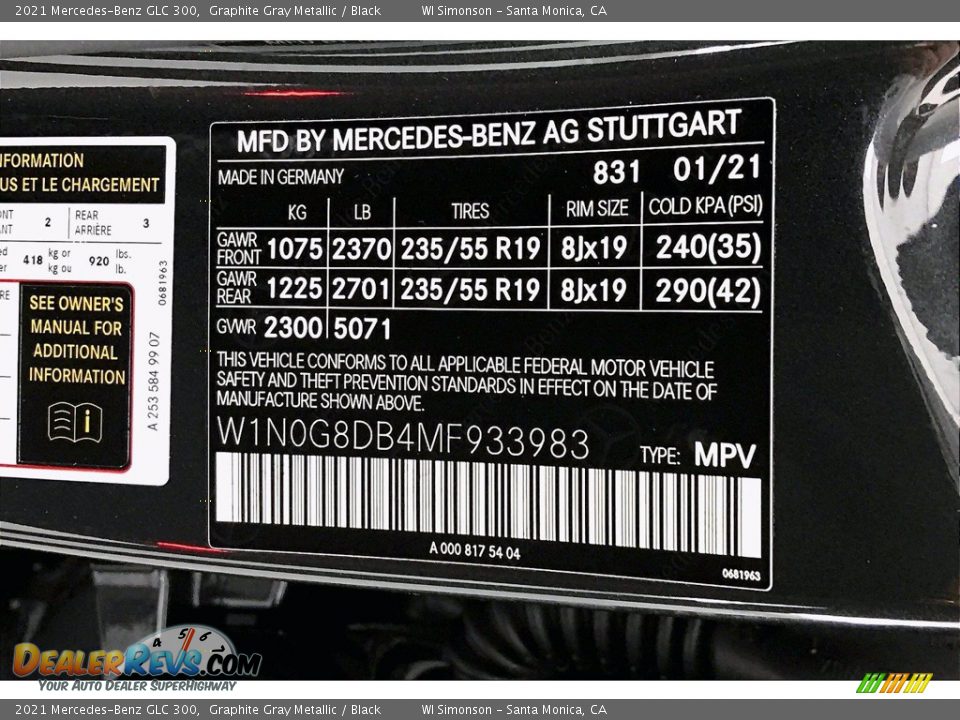 2021 Mercedes-Benz GLC 300, Graphite Gray Metallic / Black WI Simonson - Santa Monica, CA
MFD BY MERCEDES-BENZ AG STUTTGART
MADE IN GERMANY 831 01/21
KG LB TIRES RIM SIZE COLD KPA(PSI)
GAWR FRONT 1075 2370 235/55 R19 8Jx19 240(35)
GAWR REAR 1225 2701 235/55 R19 8Jx19 290(42)
GVWR 2300 5071
THIS VEHICLE CONFORMS TO ALL APPLICABLE FEDERAL MOTOR VEHICLE
SAFETY AND THEFT PREVENTION STANDARDS IN EFFECT ON THE DATE OF
MANUFACTURE SHOWN ABOVE.
W1N0G8DB4MF933983 TYPE: MPV
A 000 817 54 04
0681963
ET LE CHARGEMENT
2 REAR ARRIÈRE 3
418 kg or kg ou 920 lbs. lb.
SEE OWNER'S
MANUAL FOR
ADDITIONAL
INFORMATION
A 253 584 99 07
0681963
4 5 6
DealerRevs.com
Your Auto Dealer SuperHighway
2021 Mercedes-Benz GLC 300, Graphite Gray Metallic / Black WI Simonson - Santa Monica, CA